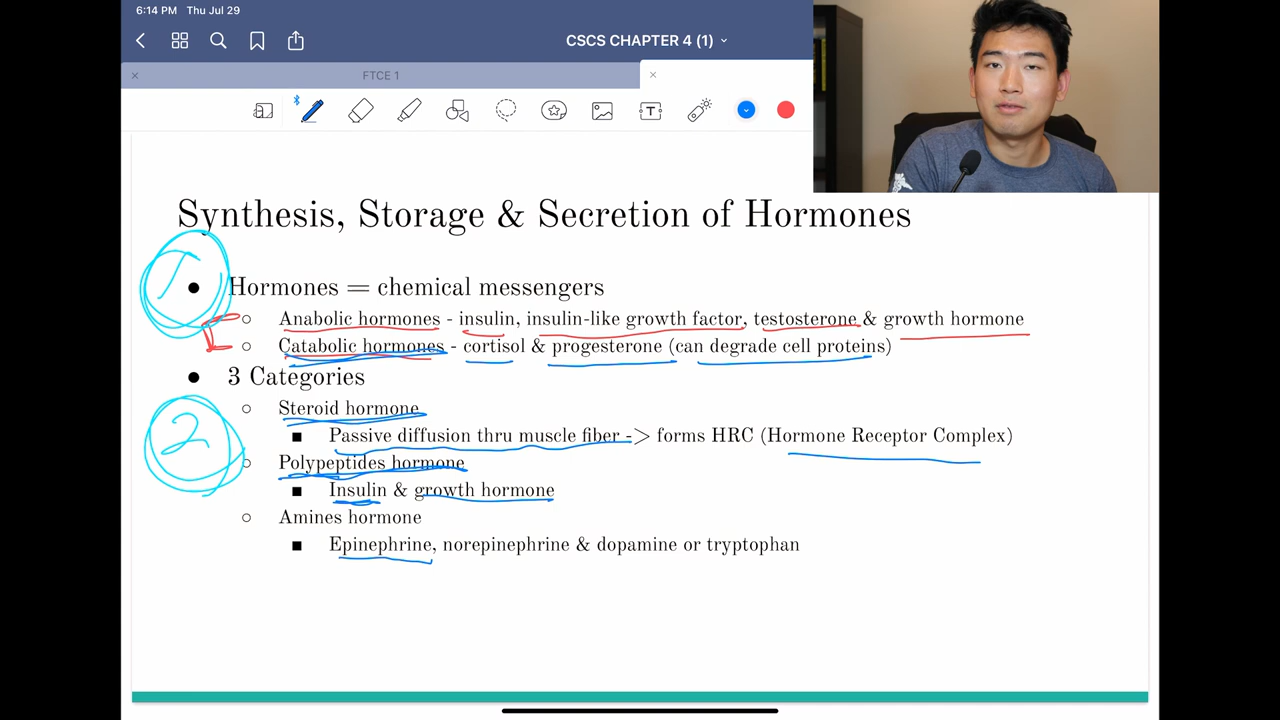 6:14 PM Thu Jul 29
CSCS CHAPTER 4 (1)
FTCE 1
T
Synthesis, Storage & Secretion of Hormones
1
● Hormones = chemical messengers
○ Anabolic hormones - insulin, insulin-like growth factor, testosterone & growth hormone
○ Catabolic hormones - cortisol & progesterone (can degrade cell proteins)
● 3 Categories
○ Steroid hormone
■ Passive diffusion thru muscle fiber -> forms HRC (Hormone Receptor Complex)
2
○ Polypeptides hormone
■ Insulin & growth hormone
○ Amines hormone
■ Epinephrine, norepinephrine & dopamine or tryptophan